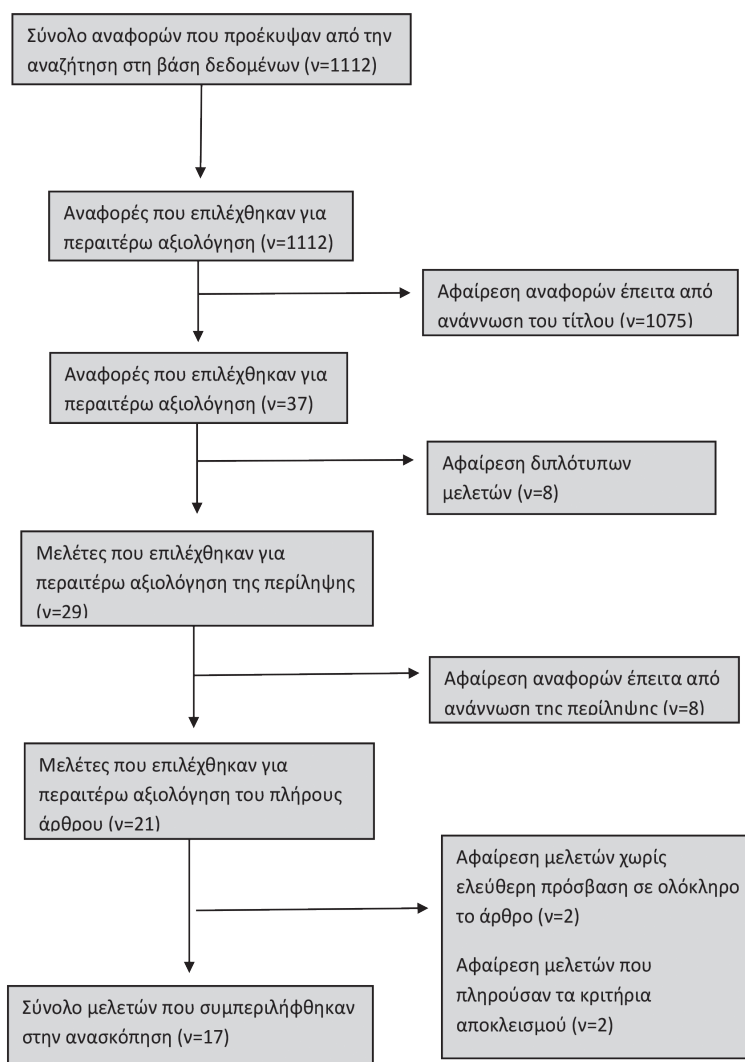 Σύνολο αναφορών που προέκυψαν από την
αναζήτηση στη βάση δεδομένων (ν=1112)
Αναφορές που επιλέχθηκαν για
περαιτέρω αξιολόγηση (ν=1112)
Αφαίρεση αναφορών έπειτα από
ανάγνωση του τίτλου (ν=1075)
Αναφορές που επιλέχθηκαν για
περαιτέρω αξιολόγηση (ν=37)
Αφαίρεση διπλότυπων
μελετών (ν=8)
Μελέτες που επιλέχθηκαν για
περαιτέρω αξιολόγηση της περίληψης
(ν=29)
Αφαίρεση αναφορών έπειτα από
ανάγνωση της περίληψης (ν=8)
Μελέτες που επιλέχθηκαν για
περαιτέρω αξιολόγηση του πλήρους
άρθρου (ν=21)
Αφαίρεση μελετών χωρίς
ελεύθερη πρόσβαση σε ολόκληρο
το άρθρο (ν=2)
Αφαίρεση μελετών που
πληρούσαν τα κριτήρια
αποκλεισμού (ν=2)
Σύνολο μελετών που συμπεριλήφθηκαν
στην ανασκόπηση (ν=17)